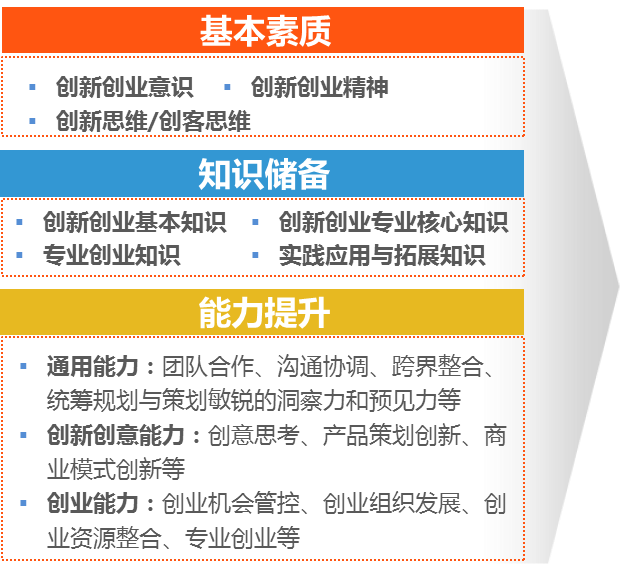 基本素质
创新创业意识 创新创业精神
创新思维/创客思维
知识储备
创新创业基本知识 创新创业专业核心知识
专业创业知识 实践应用与拓展知识
能力提升
通用能力：团队合作、沟通协调、跨界整合、
统筹规划与策划敏锐的洞察力和预见力等
创新创意能力：创意思考、产品策划创新、商
业模式创新等
创业能力：创业机会管控、创业组织发展、创
业资源整合、专业创业等